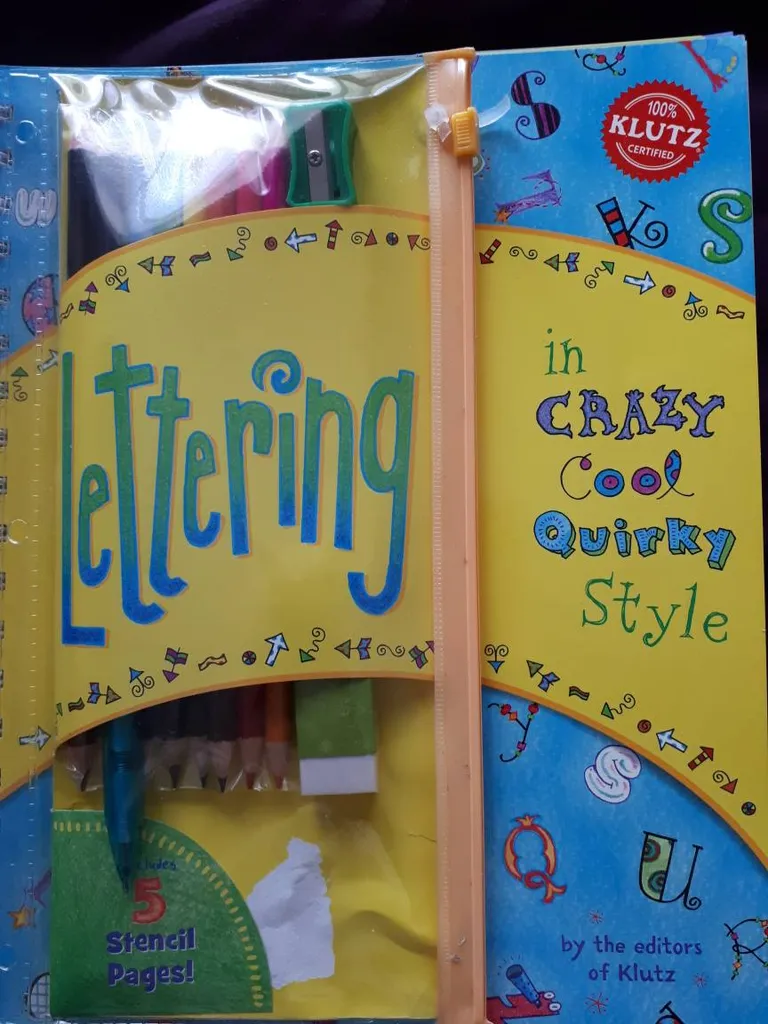 100%
KLUTZ
CERTIFIED
Lettering
in
CRAZY
Cool
Quirky
Style
5
Stencil
Pages!
by the editors
of Klutz